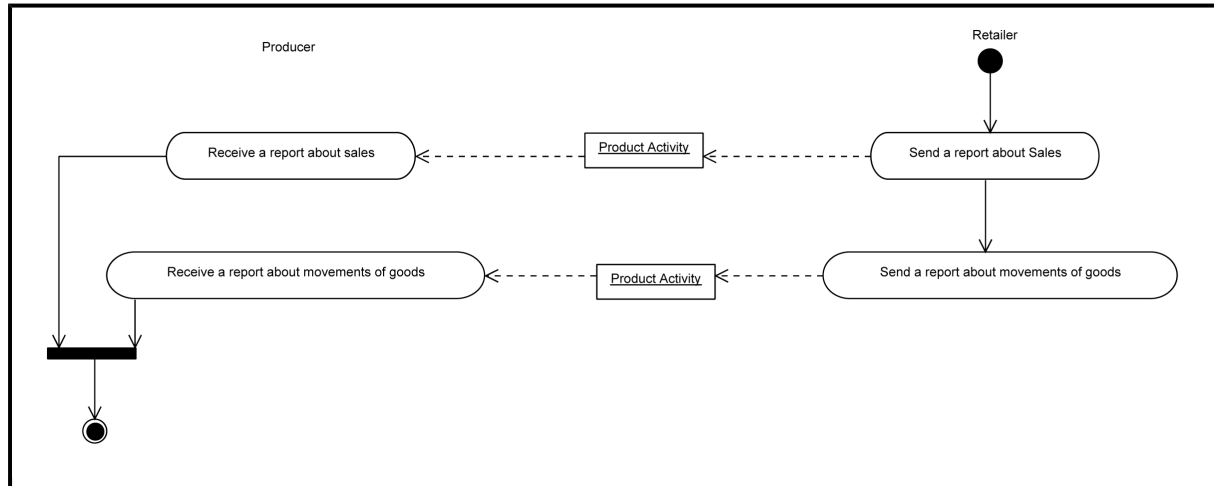 Retailer
Producer
Receive a report about sales
Product Activity
Send a report about Sales
Receive a report about movements of goods
Product Activity
Send a report about movements of goods